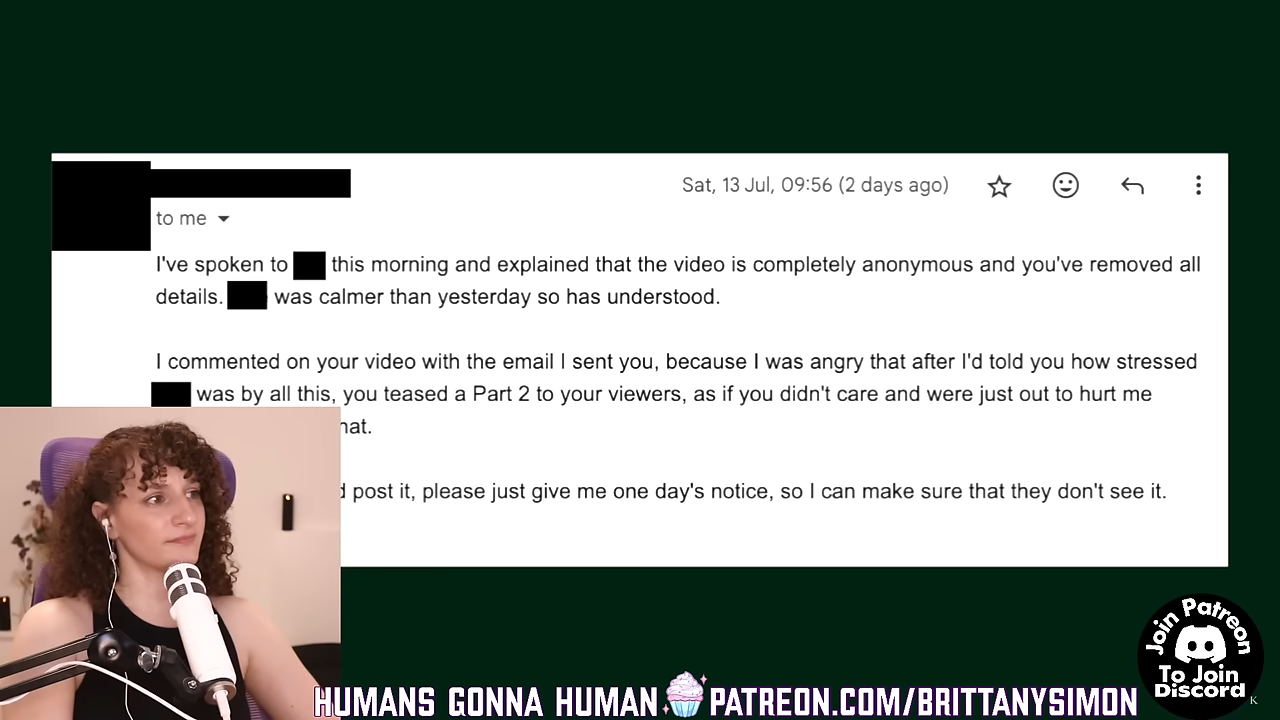 Sat, 13 Jul, 09:56 (2 days ago)
to me
I've spoken to this morning and explained that the video is completely anonymous and you've removed all
details. was calmer than yesterday so has understood.
I commented on your video with the email I sent you, because I was angry that after I'd told you how stressed
was by all this, you teased a Part 2 to your viewers, as if you didn't care and were just out to hurt me
post it, please just give me one day's notice, so I can make sure that they don't see it.
Join Patreon
To Join
Discord
HUMANS GONNA HUMAN PATREON.COM/BRITTANYSIMON
K